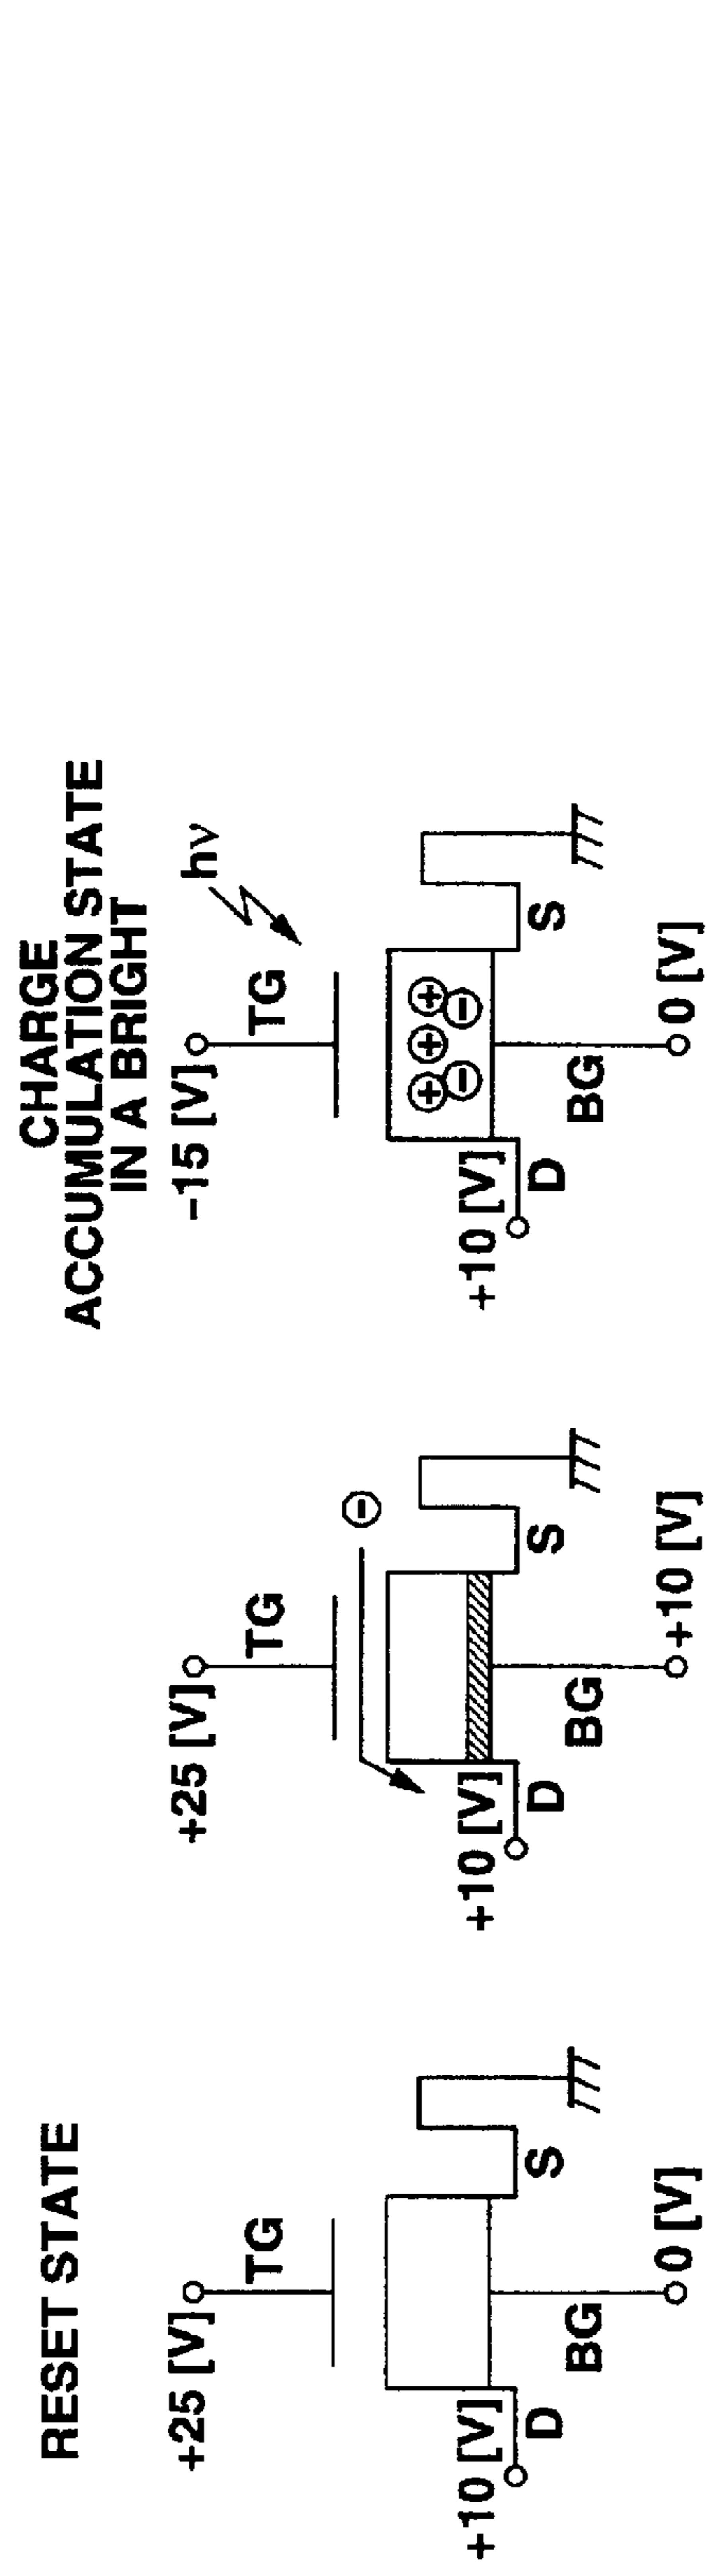 RESET STATE
+25 [V]
TG
+10 [V]
D
S
BG
0 [V]
+25 [V]
TG
⊖
+10 [V]
D
S
BG
+10 [V]
CHARGE
ACCUMULATION STATE
IN A BRIGHT
-15 [V]
TG
hν
+ + +
- -
+10 [V]
D
S
BG
0 [V]